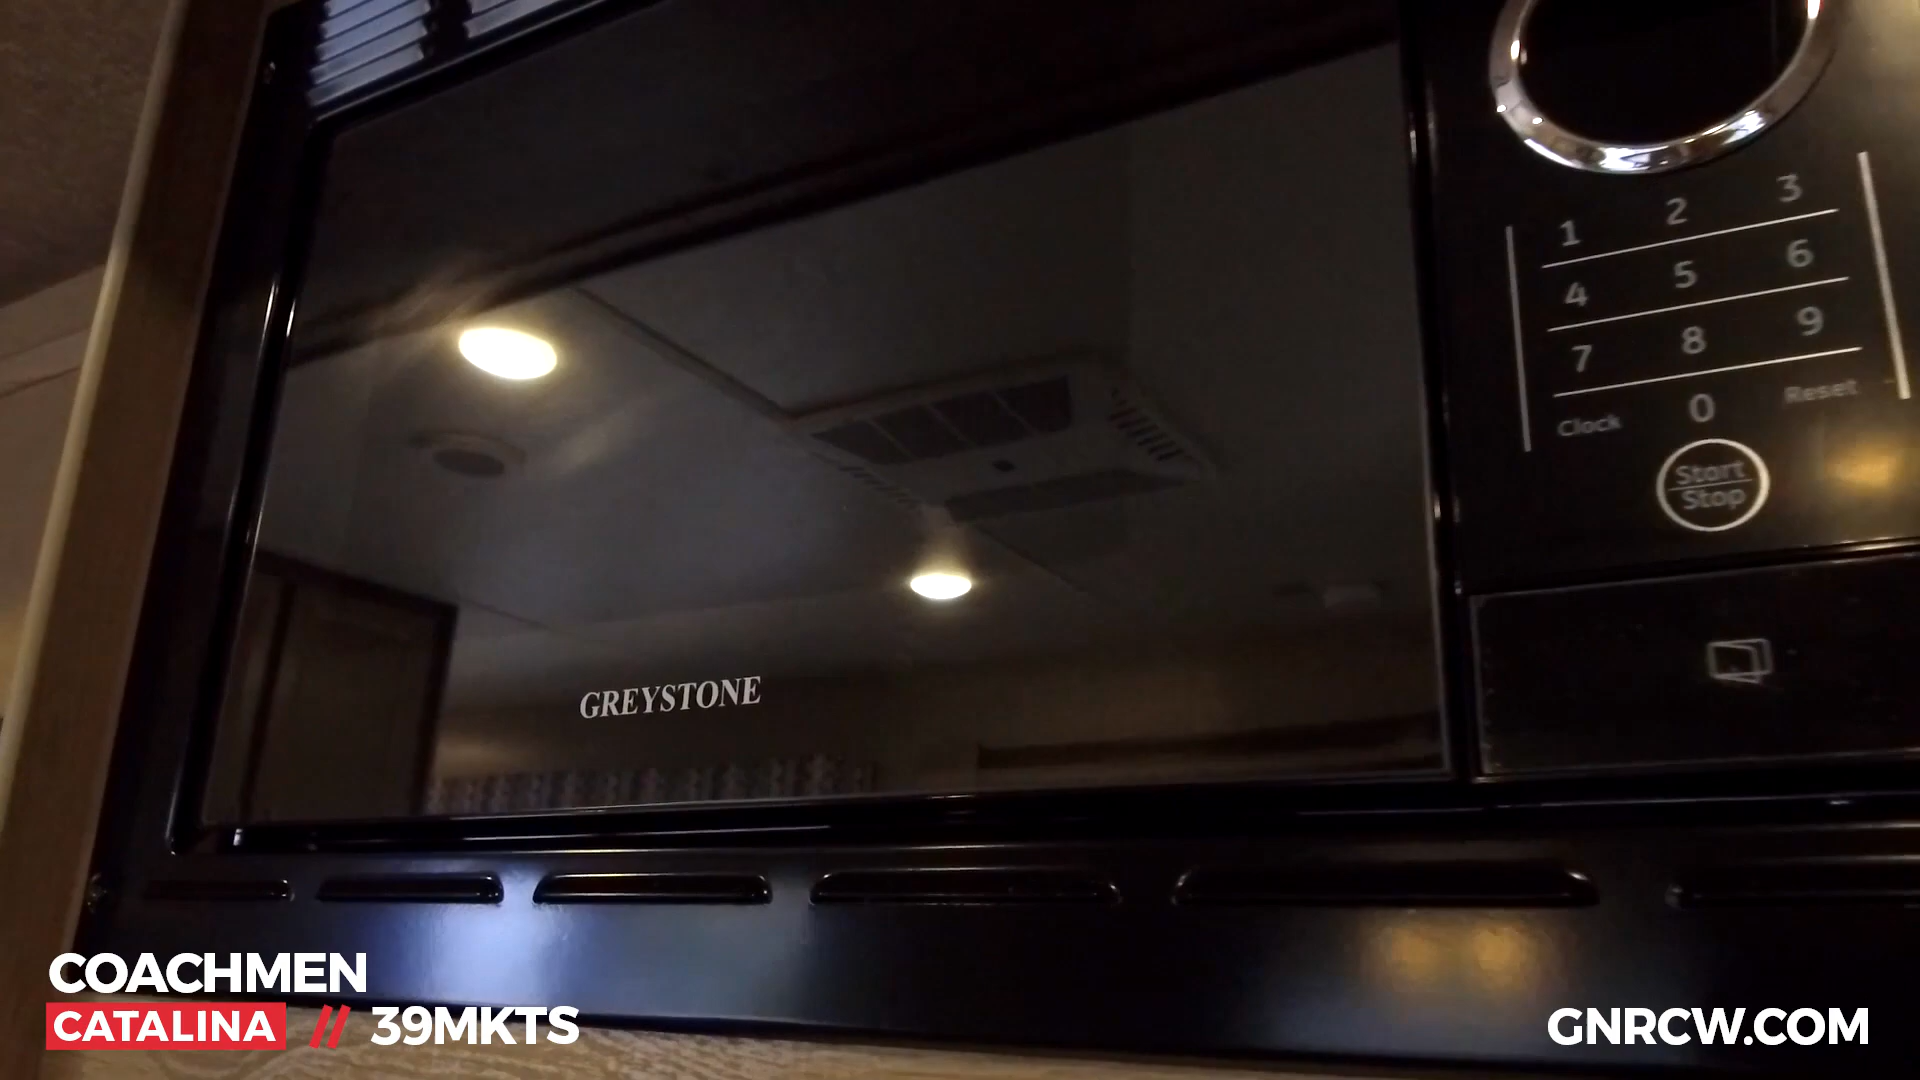 1 2 3
4 5 6
7 8 9
Clock 0 Reset
Start
Stop
GREYSTONE
COACHMEN
CATALINA // 39MKTS
GNRCW.COM